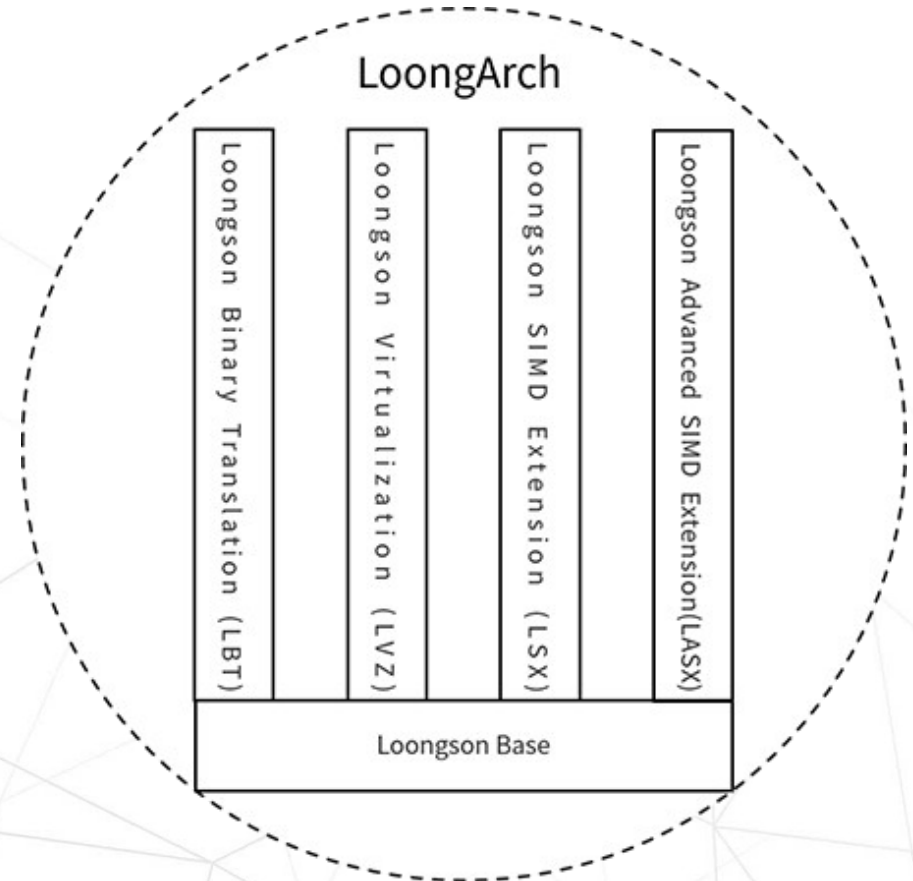 LoongArch
Loongson Binary Translation (LBT)
Loongson Virtualization (LVZ)
Loongson SIMD Extension (LSX)
Loongson Advanced SIMD Extension(LASX)
Loongson Base